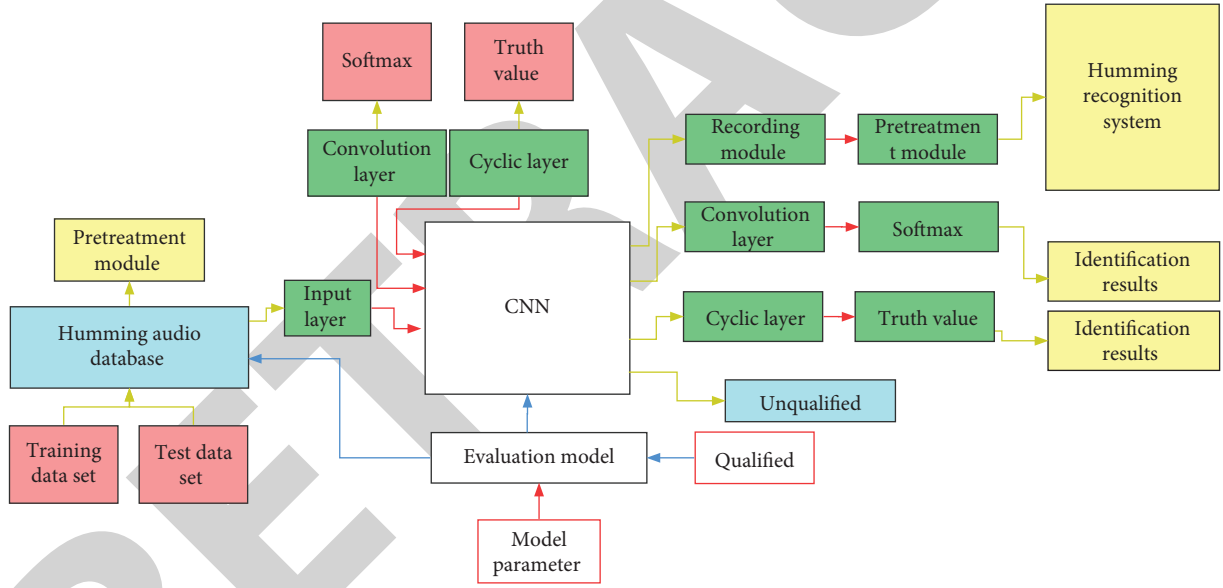 Softmax
Truth
value
Humming
recognition
system
Convolution
layer
Cyclic layer
Recording
module
Pretreatmen
t module
Pretreatment
module
Convolution
layer
Softmax
Identification
results
Input
layer
CNN
Humming audio
database
Cyclic layer
Truth value
Identification
results
Unqualified
Training
data set
Test data
set
Evaluation model
Qualified
Model
parameter